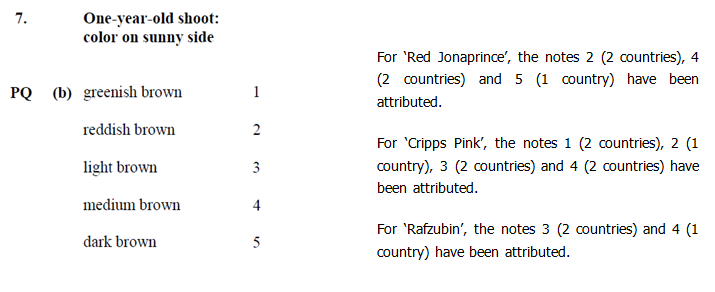 7. One-year-old shoot:
color on sunny side
PQ (b) greenish brown 1
reddish brown 2
light brown 3
medium brown 4
dark brown 5
For ‘Red Jonaprince’, the notes 2 (2 countries), 4
(2 countries) and 5 (1 country) have been
attributed.
For ‘Cripps Pink’, the notes 1 (2 countries), 2 (1
country), 3 (2 countries) and 4 (2 countries) have
been attributed.
For ‘Rafzubin’, the notes 3 (2 countries) and 4 (1
country) have been attributed.